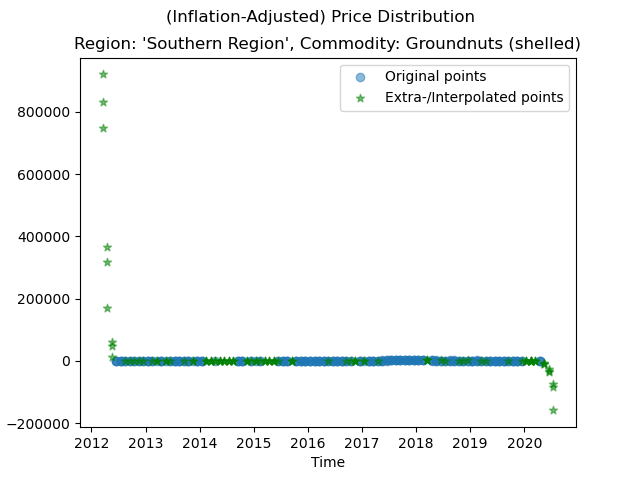 (Inflation-Adjusted) Price Distribution
Region: 'Southern Region', Commodity: Groundnuts (shelled)
Original points
Extra-/Interpolated points
800000
600000
400000
200000
0
−200000
2012 2013 2014 2015 2016 2017 2018 2019 2020
Time